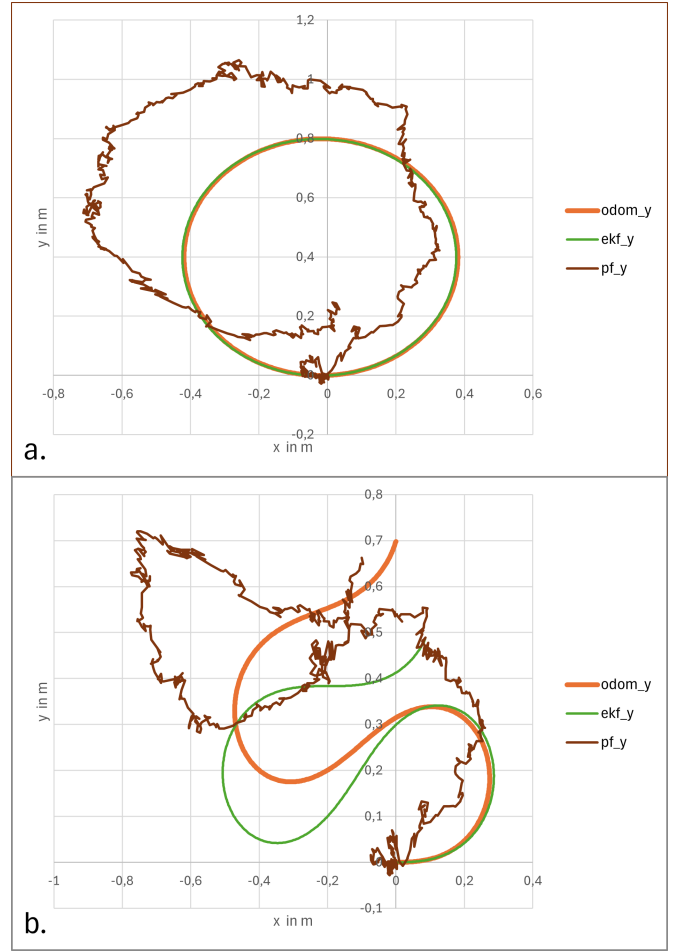 1,2
1
0,8
0,6
y in m
odom_y
0,4
ekf_y
pf_y
0,2
0
-0,8 -0,6 -0,4 -0,2 0 0,2 0,4 0,6
-0,2
x in m
a.
0,8
0,7
0,6
0,5
0,4
y in m
odom_y
0,3
ekf_y
pf_y
0,2
0,1
-1 -0,8 -0,6 -0,4 -0,2 0 0,2 0,4
-0,1
x in m
b.